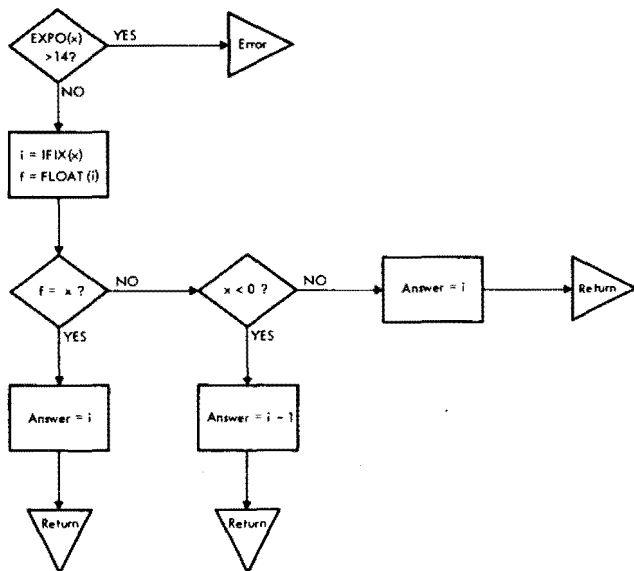 EXPO(x)
>14?
YES
Error
NO
i = IFIX(x)
f = FLOAT(i)
f = x ?
NO
x < 0 ?
NO
Answer = i
Return
YES
YES
Answer = i
Answer = i - 1
Return
Return